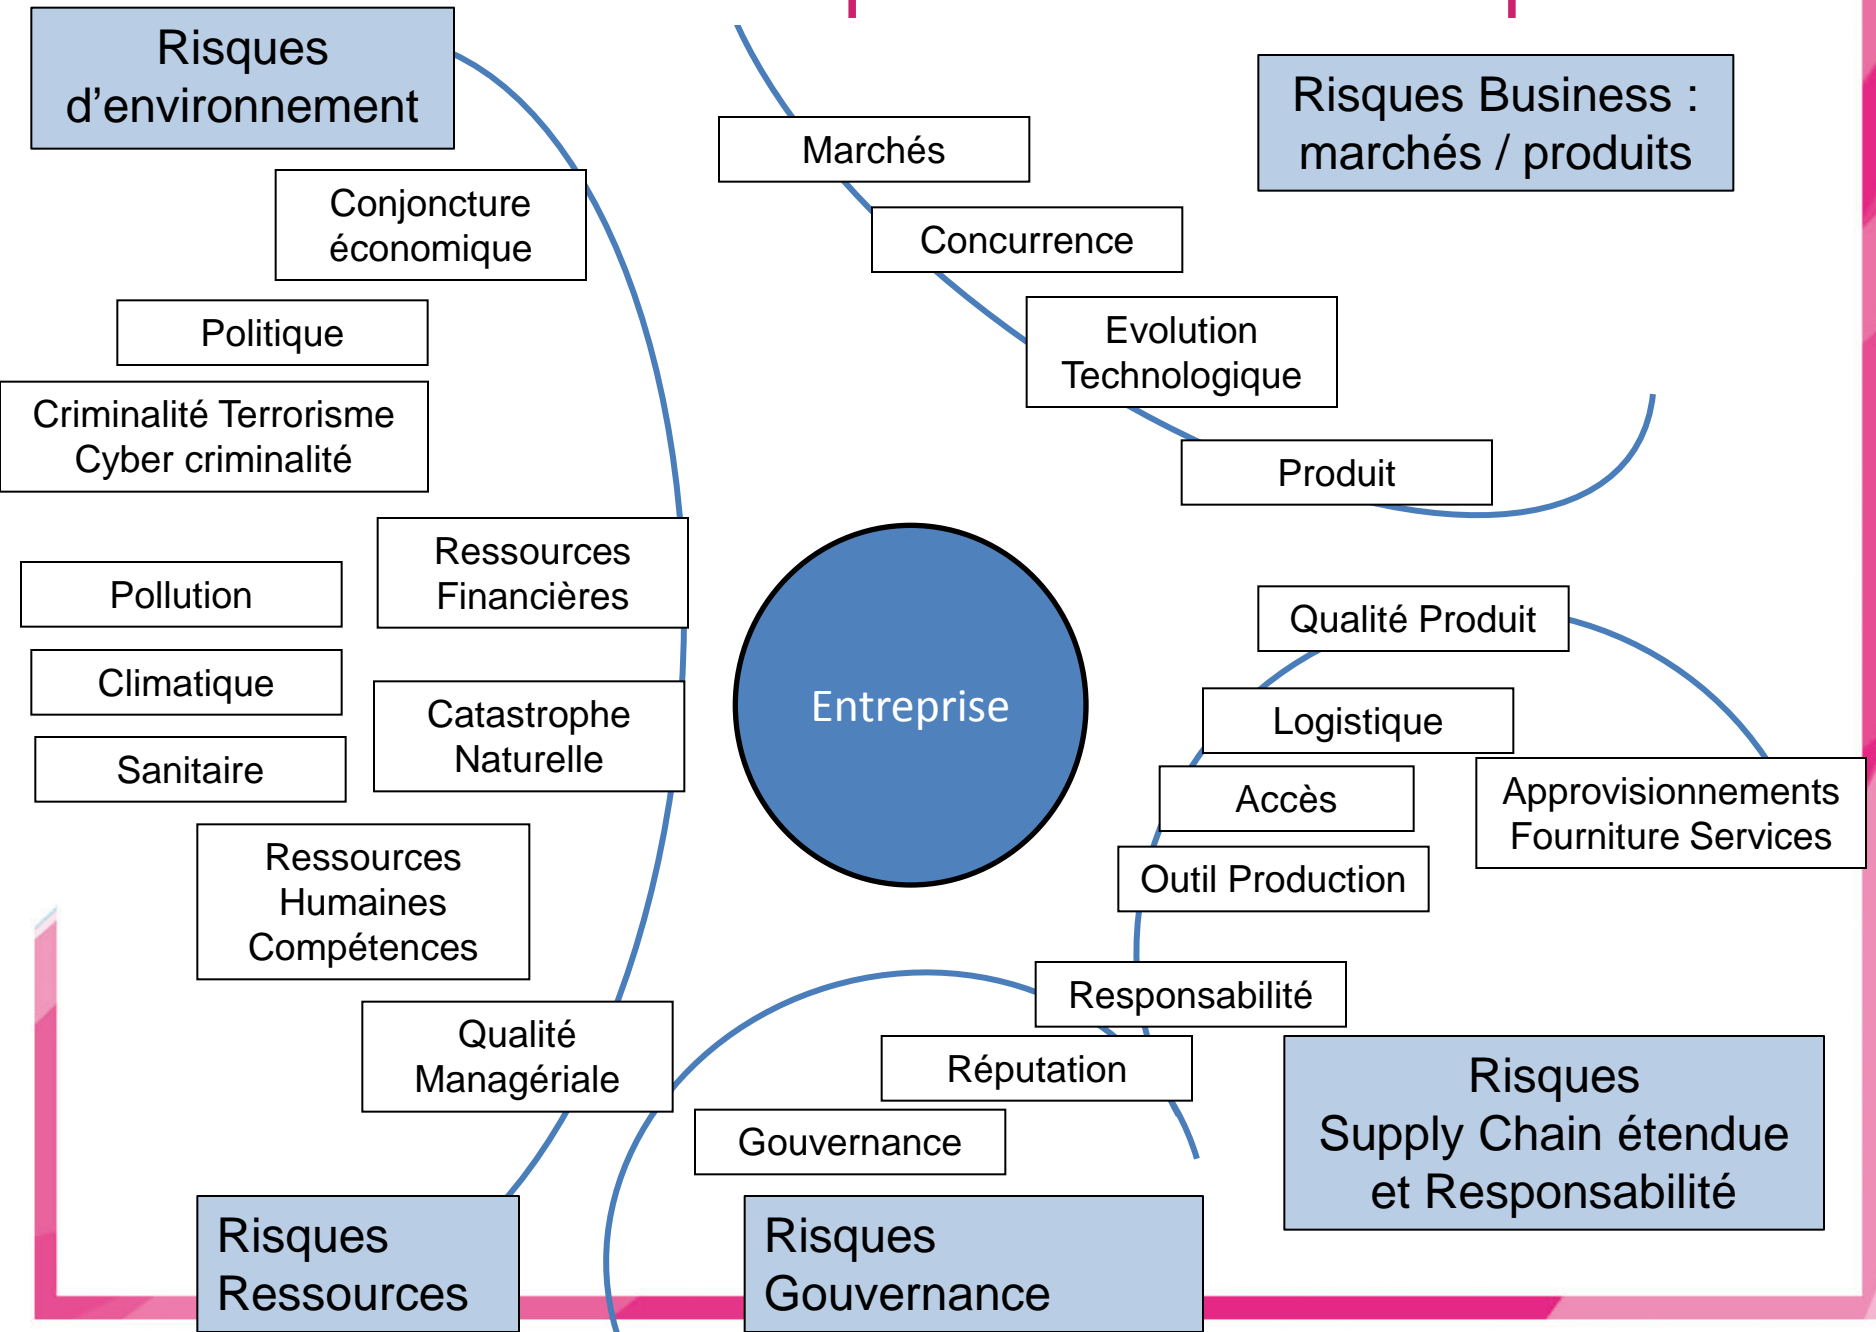 Risques
d’environnement
Risques Business :
marchés / produits
Marchés
Conjoncture
économique
Concurrence
Politique
Evolution
Technologique
Criminalité Terrorisme
Cyber criminalité
Produit
Ressources
Financières
Pollution
Qualité Produit
Climatique
Catastrophe
Naturelle
Entreprise
Logistique
Sanitaire
Accès
Approvisionnements
Fourniture Services
Ressources
Humaines
Compétences
Outil Production
Responsabilité
Qualité
Managériale
Réputation
Gouvernance
Risques
Supply Chain étendue
et Responsabilité
Risques
Ressources
Risques
Gouvernance